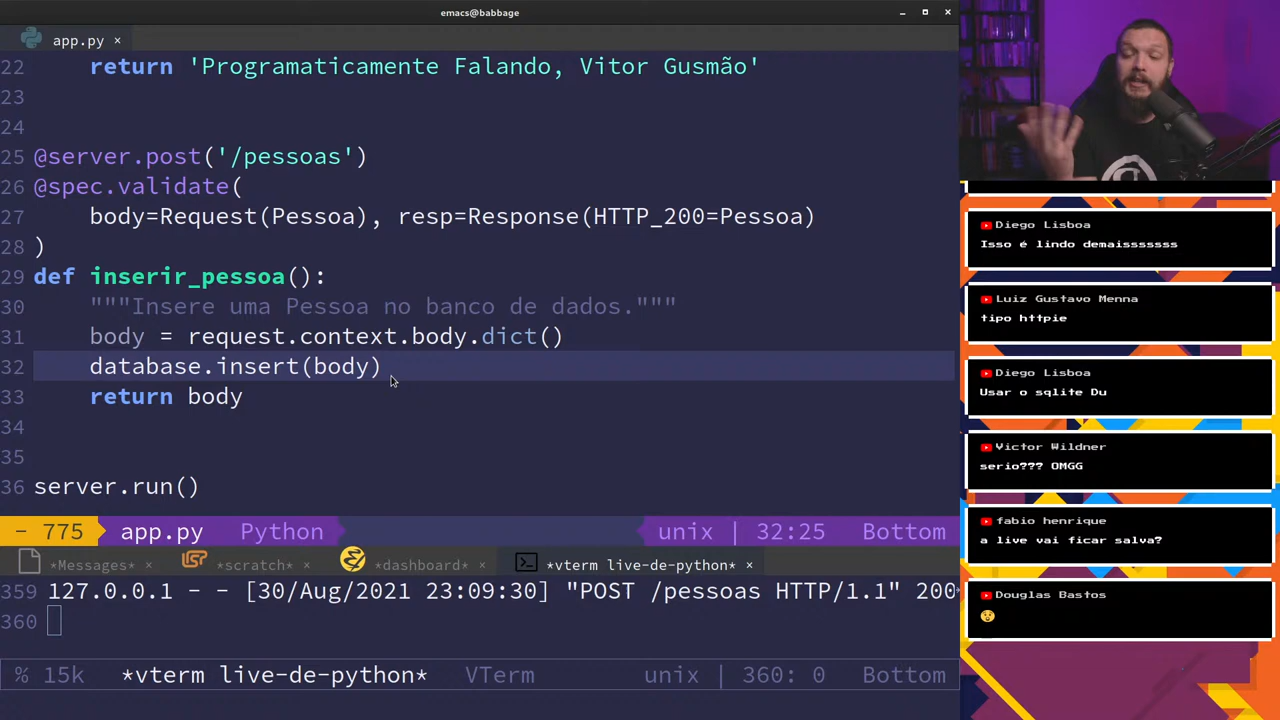 emacs@babbage
app.py ×
22 return 'Programaticamente Falando, Vitor Gusmão'
23
24
25 @server.post('/pessoas')
26 @spec.validate(
27 body=Request(Pessoa), resp=Response(HTTP_200=Pessoa)
28 )
29 def inserir_pessoa():
30 """Insere uma Pessoa no banco de dados."""
31 body = request.context.body.dict()
32 database.insert(body)
33 return body
34
35
36 server.run()
- 775 app.py Python unix | 32:25 Bottom
*Messages* × *scratch* × *dashboard* × *vterm live-de-python* ×
359 127.0.0.1 - - [30/Aug/2021 23:09:30] "POST /pessoas HTTP/1.1" 200
360
% 15k *vterm live-de-python* VTerm unix | 360: 0 Bottom
Diego Lisboa
Isso é lindo demaisssssss
Luiz Gustavo Menna
tipo httpie
Diego Lisboa
Usar o sqlite Du
Victor Wildner
serio??? OMGG
fabio henrique
a live vai ficar salva?
Douglas Bastos
😲